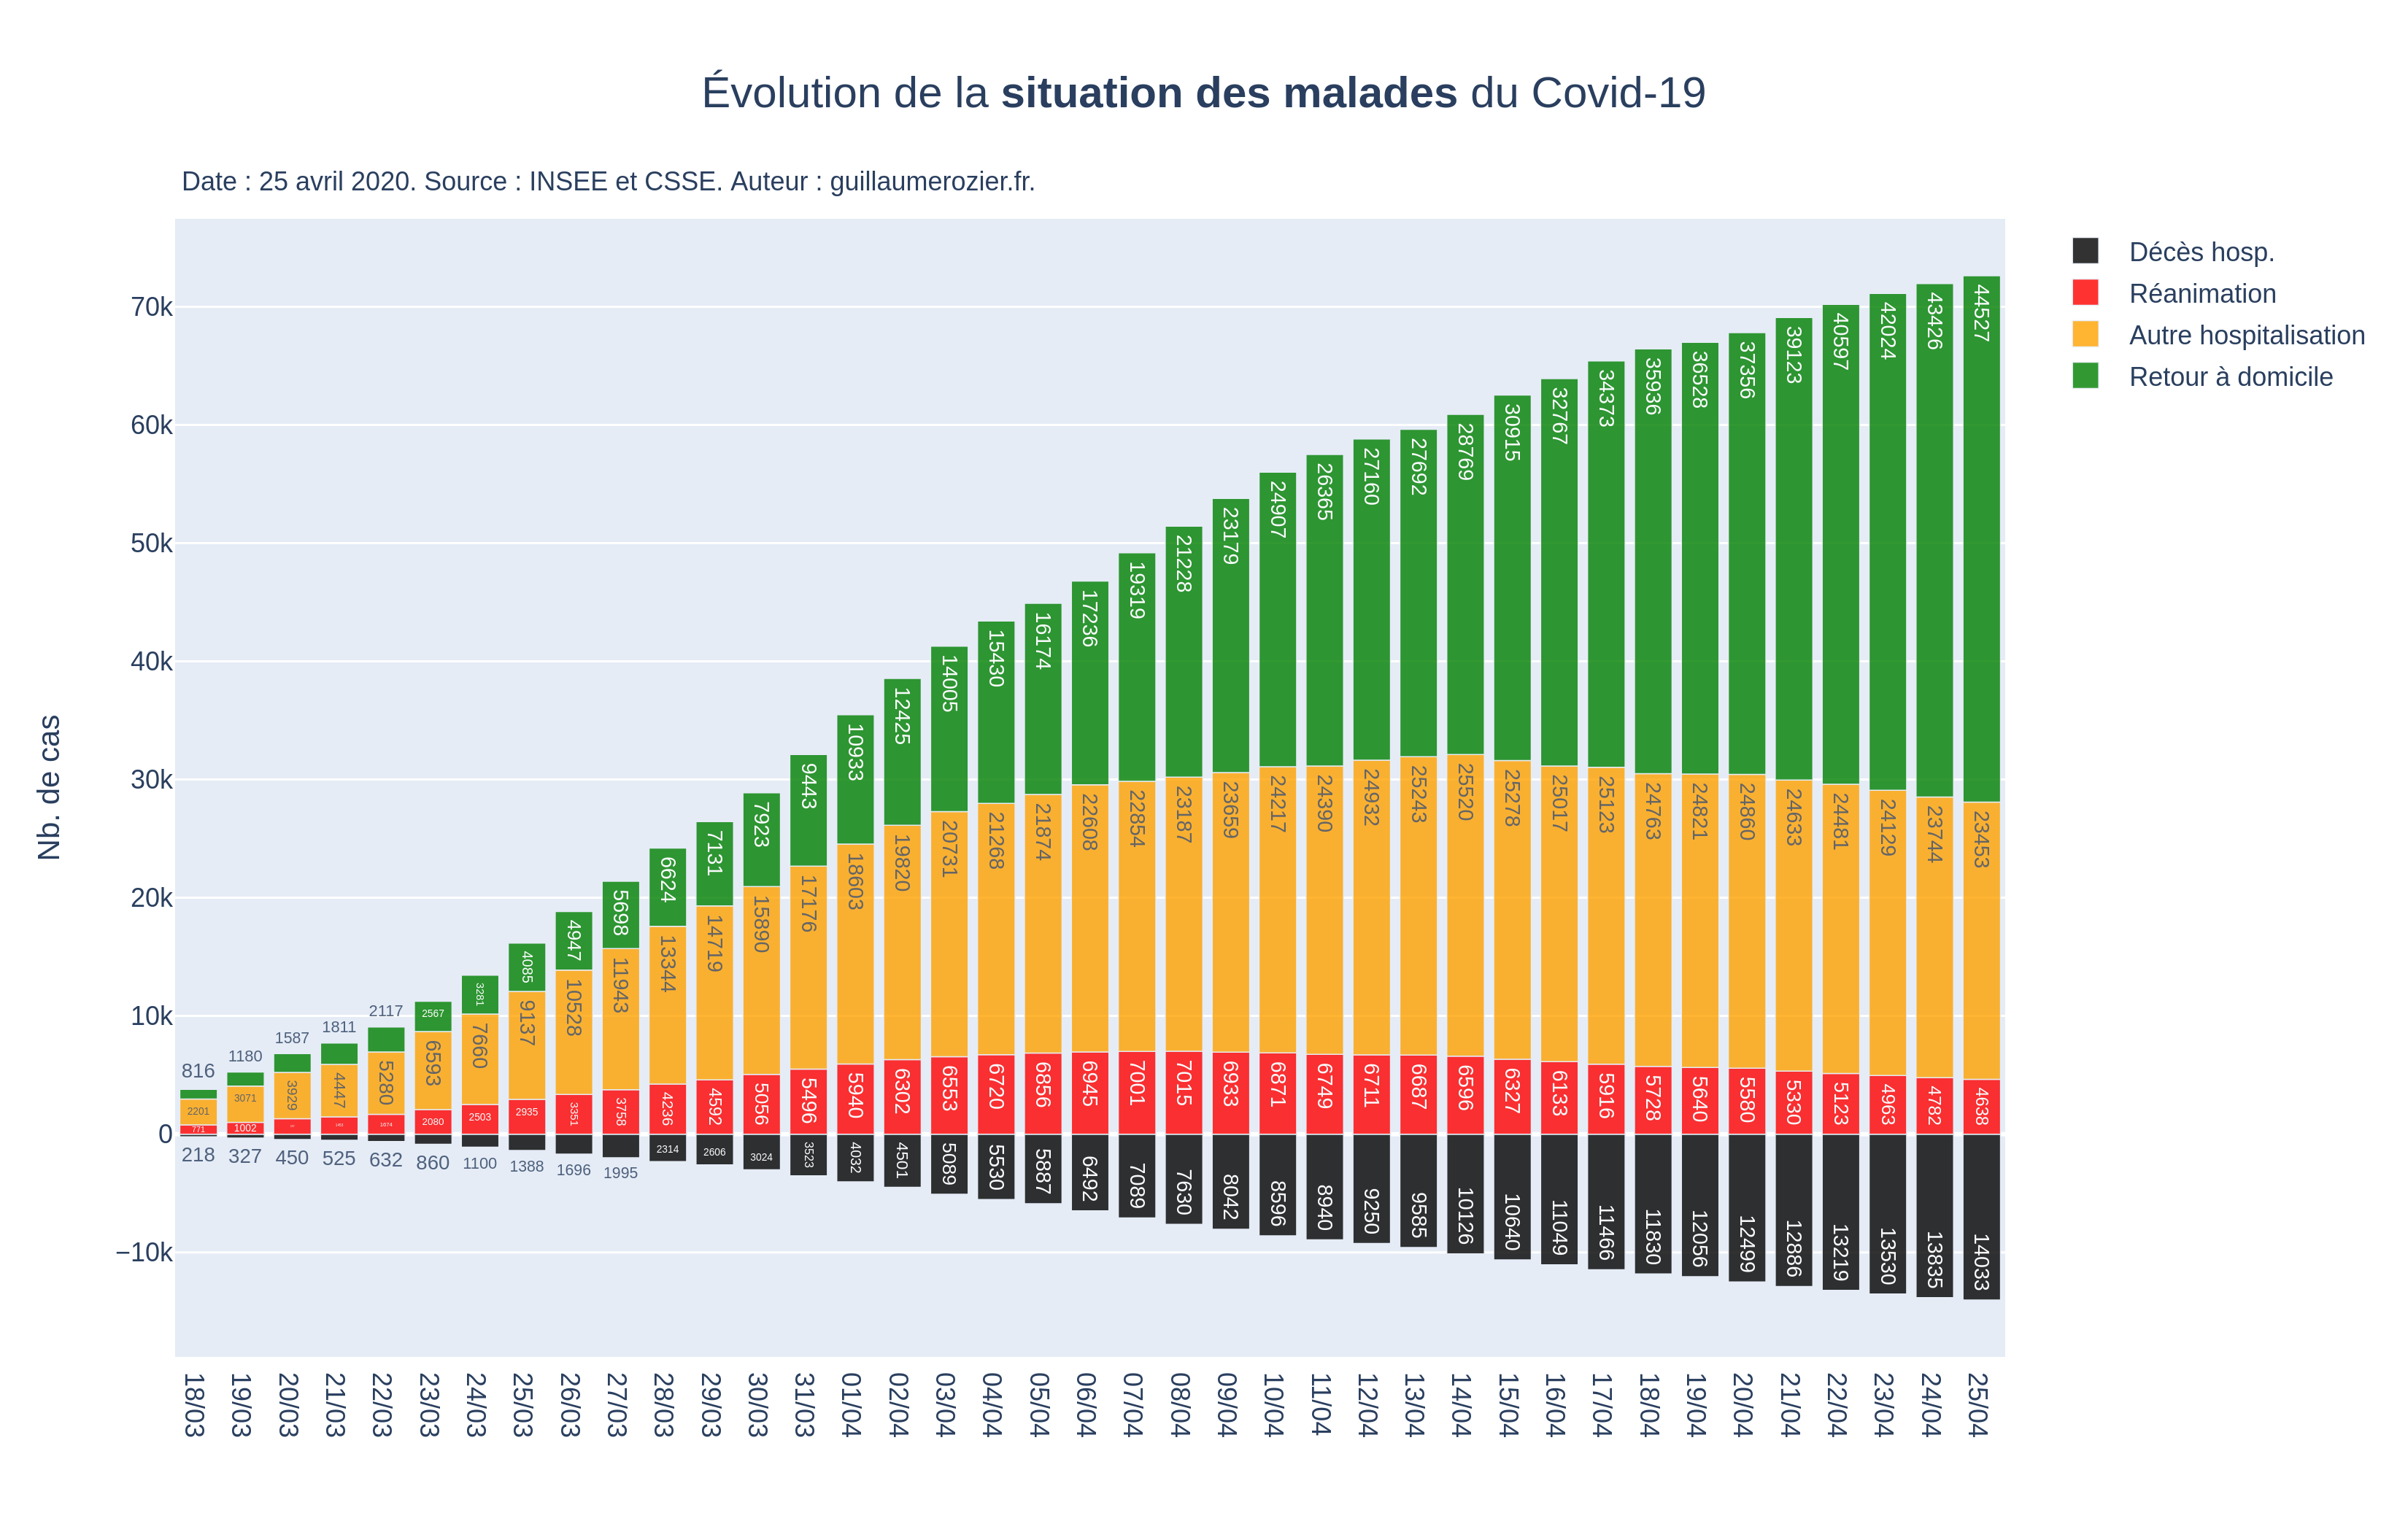 Évolution de la situation des malades du Covid-19
Date : 25 avril 2020. Source : INSEE et CSSE. Auteur : guillaumerozier.fr.
Décès hosp.
Réanimation
Autre hospitalisation
Retour à domicile
Nb. de cas
70k
60k
50k
40k
30k
20k
10k
0
−10k
816 1180 1587 1811 2117 2567 3281 4085 4947 5698 6624 7131 7923 9443 10933 12425 14005 15430 16174 17236 19319 21228 23179 24907 26365 27160 27692 28769 30915 32767 34373 35936 36528 37356 39123 40597 42024 43426 44527
2201 3071 3929 4447 5280 6593 7660 9137 10528 11943 13344 14719 15890 17176 18603 19820 20731 21268 21874 22608 22854 23187 23659 24217 24390 24932 25243 25520 25278 25017 25123 24763 24821 24860 24633 24481 24129 23744 23453
771 1002 1674 2080 2503 2935 3351 3758 4236 4592 5056 5496 5940 6302 6553 6720 6856 6945 7001 7015 6933 6871 6749 6711 6687 6596 6327 6133 5916 5728 5640 5580 5330 5123 4963 4782 4638
218 327 450 525 632 860 1100 1388 1696 1995 2314 2606 3024 3523 4032 4501 5089 5530 5887 6492 7089 7630 8042 8596 8940 9250 9585 10126 10640 11049 11466 11830 12056 12499 12886 13219 13530 13835 14033
18/03 19/03 20/03 21/03 22/03 23/03 24/03 25/03 26/03 27/03 28/03 29/03 30/03 31/03 01/04 02/04 03/04 04/04 05/04 06/04 07/04 08/04 09/04 10/04 11/04 12/04 13/04 14/04 15/04 16/04 17/04 18/04 19/04 20/04 21/04 22/04 23/04 24/04 25/04